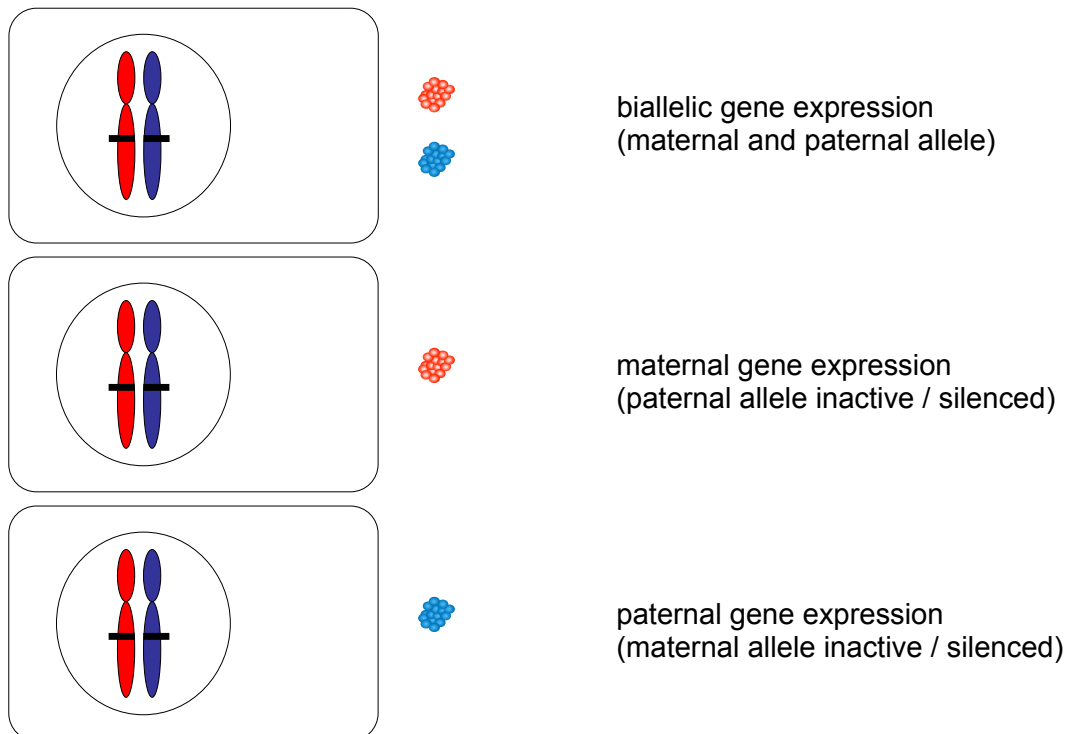 biallelic gene expression
(maternal and paternal allele)
maternal gene expression
(paternal allele inactive / silenced)
paternal gene expression
(maternal allele inactive / silenced)